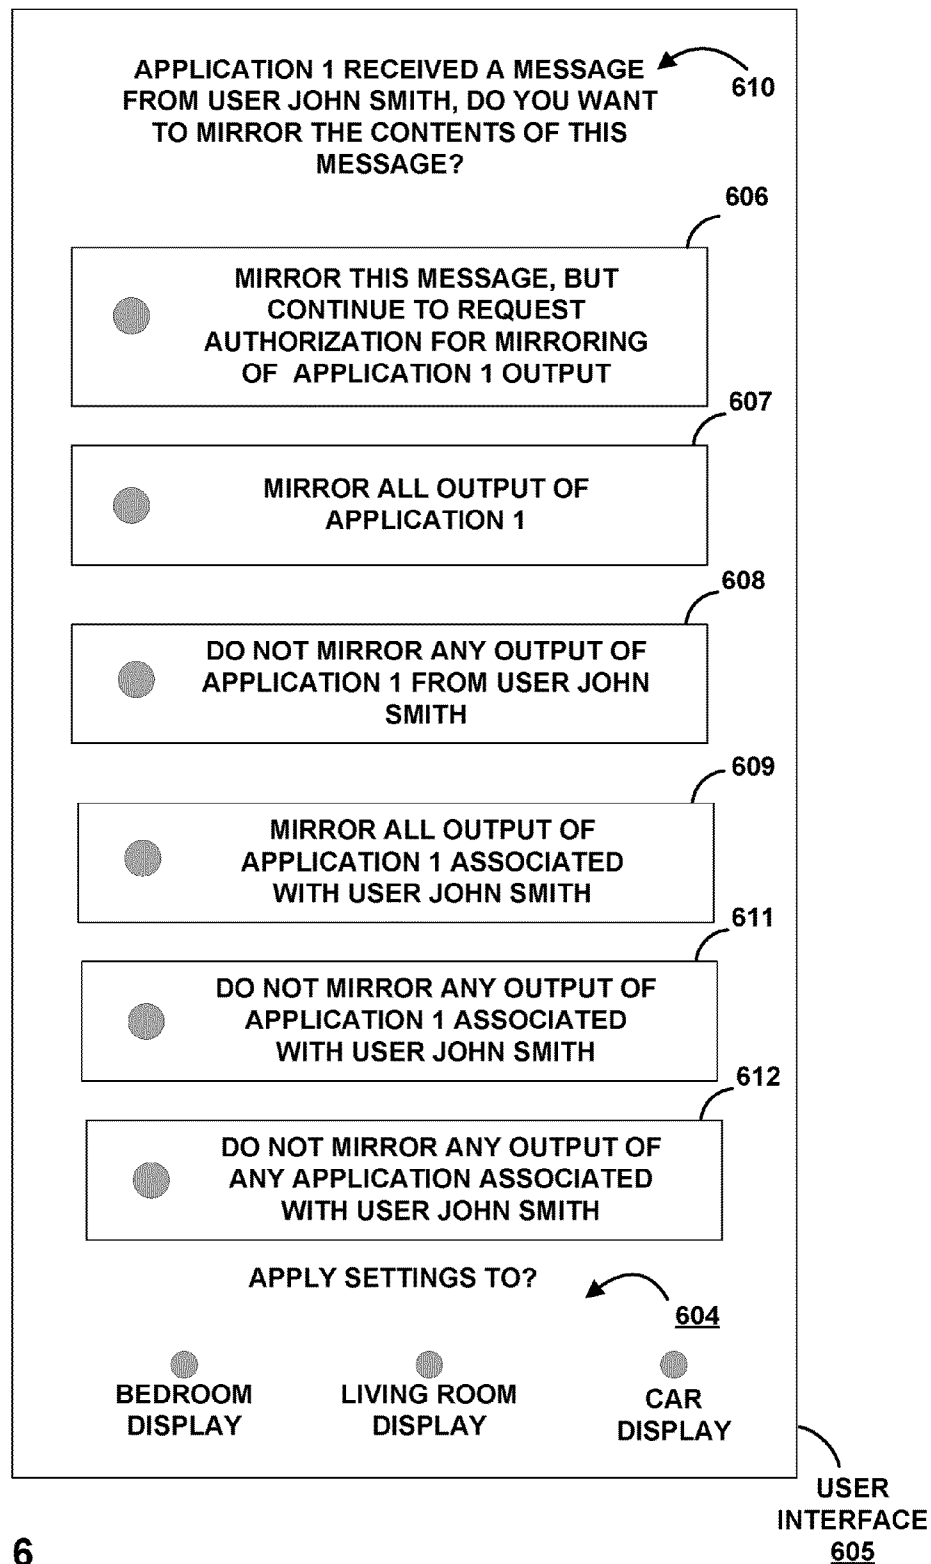 APPLICATION 1 RECEIVED A MESSAGE
FROM USER JOHN SMITH, DO YOU WANT
TO MIRROR THE CONTENTS OF THIS
MESSAGE?
610
606
MIRROR THIS MESSAGE, BUT
CONTINUE TO REQUEST
AUTHORIZATION FOR MIRRORING
OF APPLICATION 1 OUTPUT
607
MIRROR ALL OUTPUT OF
APPLICATION 1
608
DO NOT MIRROR ANY OUTPUT OF
APPLICATION 1 FROM USER JOHN
SMITH
609
MIRROR ALL OUTPUT OF
APPLICATION 1 ASSOCIATED
WITH USER JOHN SMITH
611
DO NOT MIRROR ANY OUTPUT OF
APPLICATION 1 ASSOCIATED
WITH USER JOHN SMITH
612
DO NOT MIRROR ANY OUTPUT OF
ANY APPLICATION ASSOCIATED
WITH USER JOHN SMITH
APPLY SETTINGS TO?
604
BEDROOM
DISPLAY
LIVING ROOM
DISPLAY
CAR
DISPLAY
USER
INTERFACE
605
6